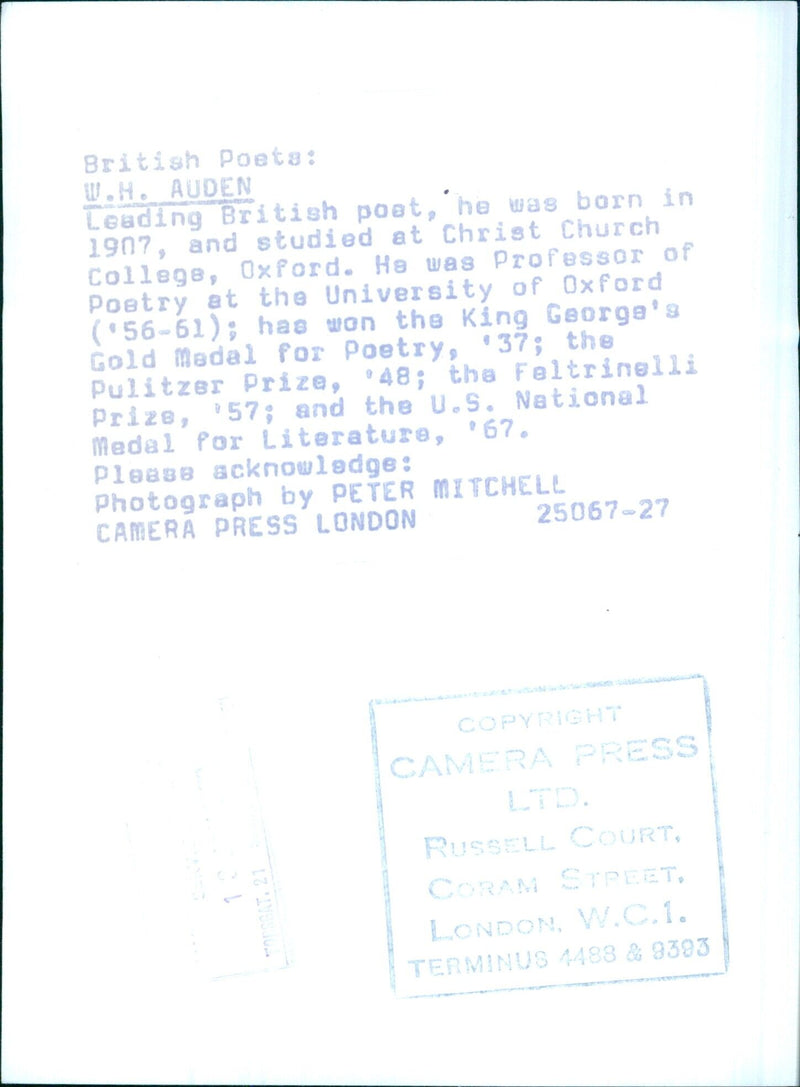 British Poets:
W.H. AUDEN
Leading British poet, he was born in
1907, and studied at Christ Church
College, Oxford. He was Professor of
Poetry at the University of Oxford
('56-61); has won the King George's
Gold Medal for Poetry, '37; the
Pulitzer Prize, '48; the Feltrinelli
Prize, '57; and the U.S. National
Medal for Literature, '67.
Please acknowledge:
Photograph by PETER MITCHELL
CAMERA PRESS LONDON 25067-27
COPYRIGHT
CAMERA PRESS
LTD.
RUSSELL COURT,
CORAM STREET,
LONDON, W.C.1.
TERMINUS 4488 & 9393